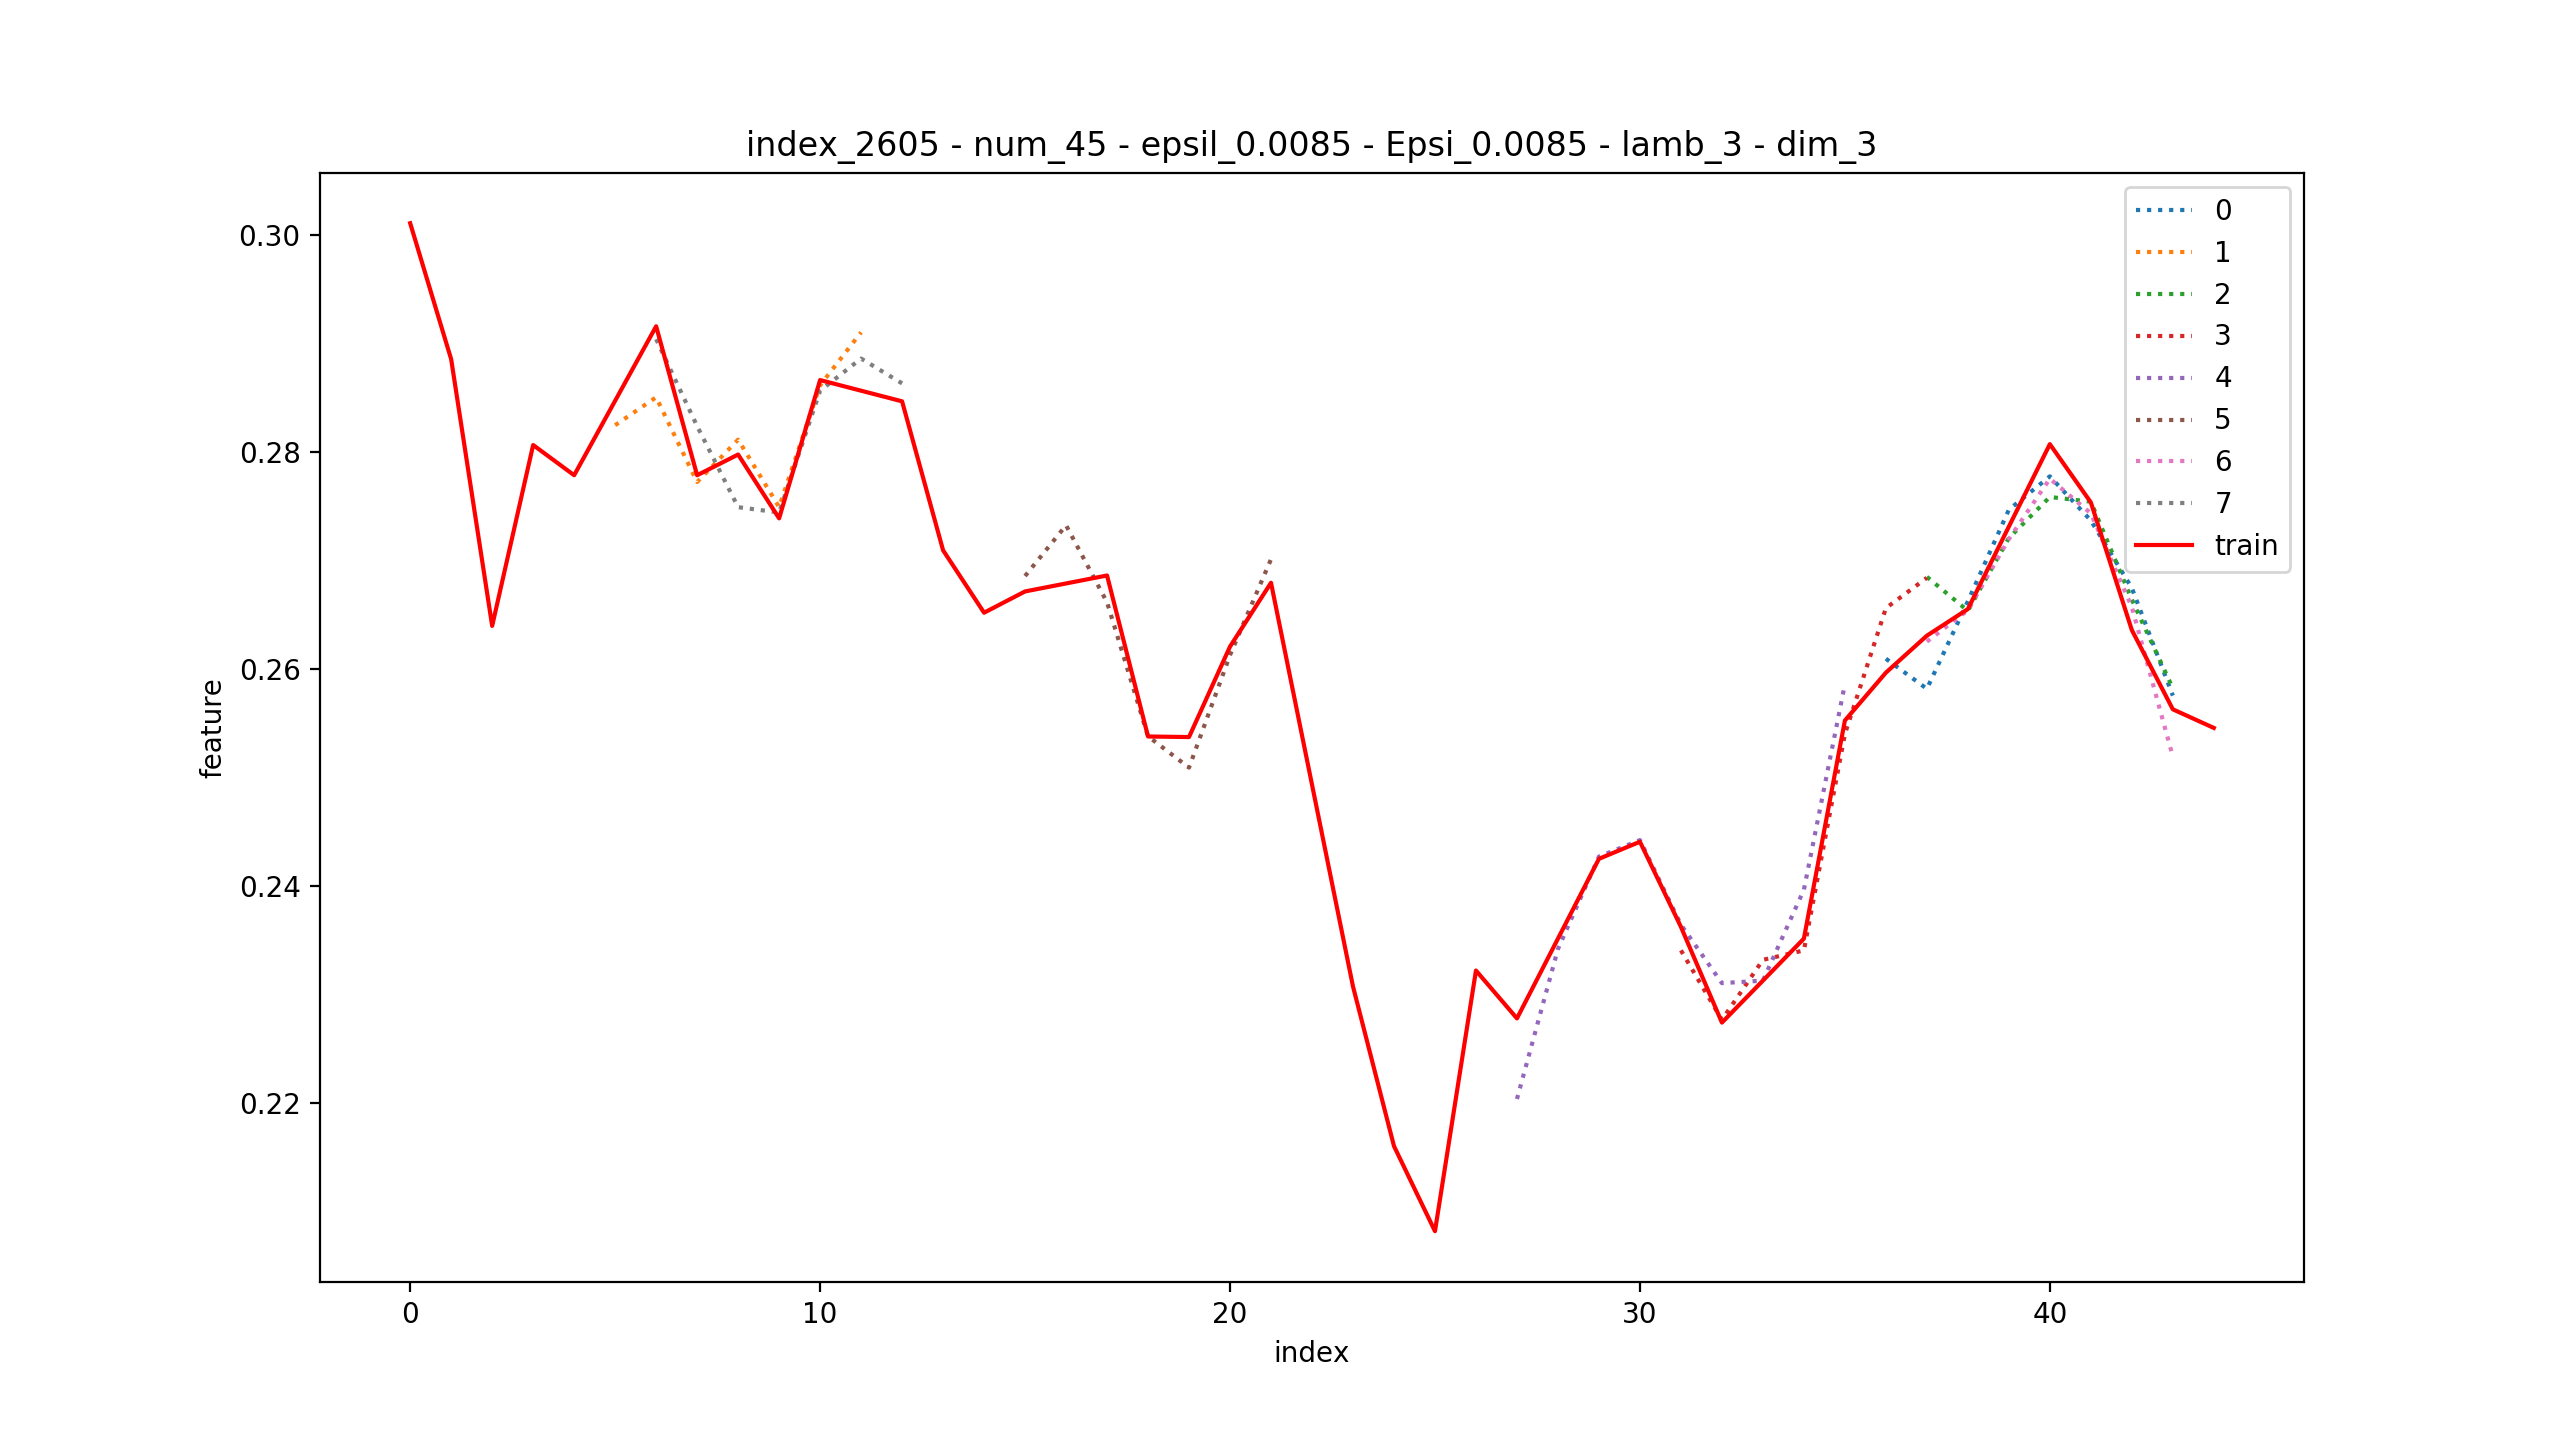 index_2605 - num_45 - epsil_0.0085 - Epsi_0.0085 - lamb_3 - dim_3
0
1
2
3
4
5
6
7
train
0.30
0.28
0.26
0.24
0.22
feature
0 10 20 30 40
index